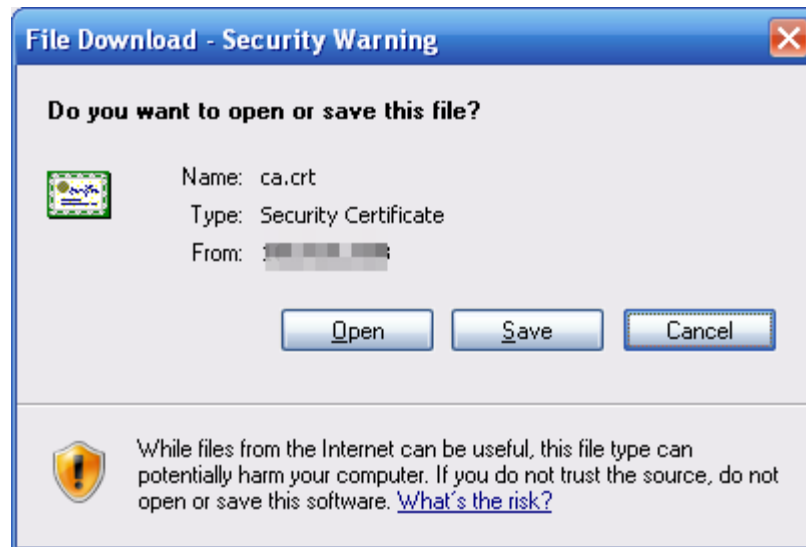 File Download - Security Warning
Do you want to open or save this file?
Name: ca.crt
Type: Security Certificate
From:
Open Save Cancel
While files from the Internet can be useful, this file type can
potentially harm your computer. If you do not trust the source, do not
open or save this software. What's the risk?